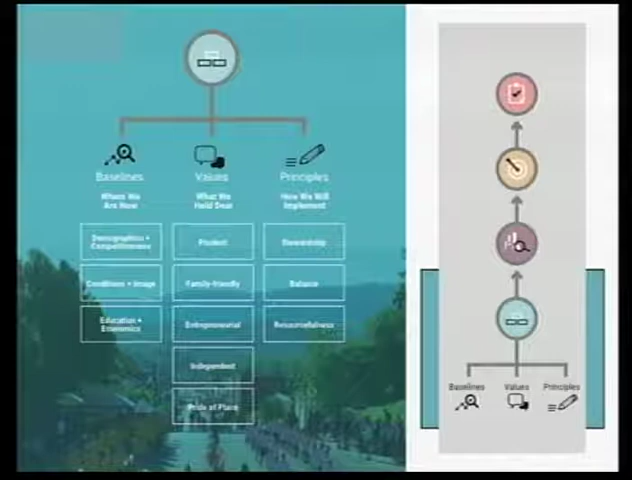 Baselines
Values
Principles
Where We
Are Now
What We
Hold Dear
How We Will
Implement
Demographics +
Competitiveness
Prudent
Stewardship
Conditions + Image
Family-friendly
Balance
Education +
Economics
Entrepreneurial
Resourcefulness
Independent
Pride of Place
Baselines
Values
Principles